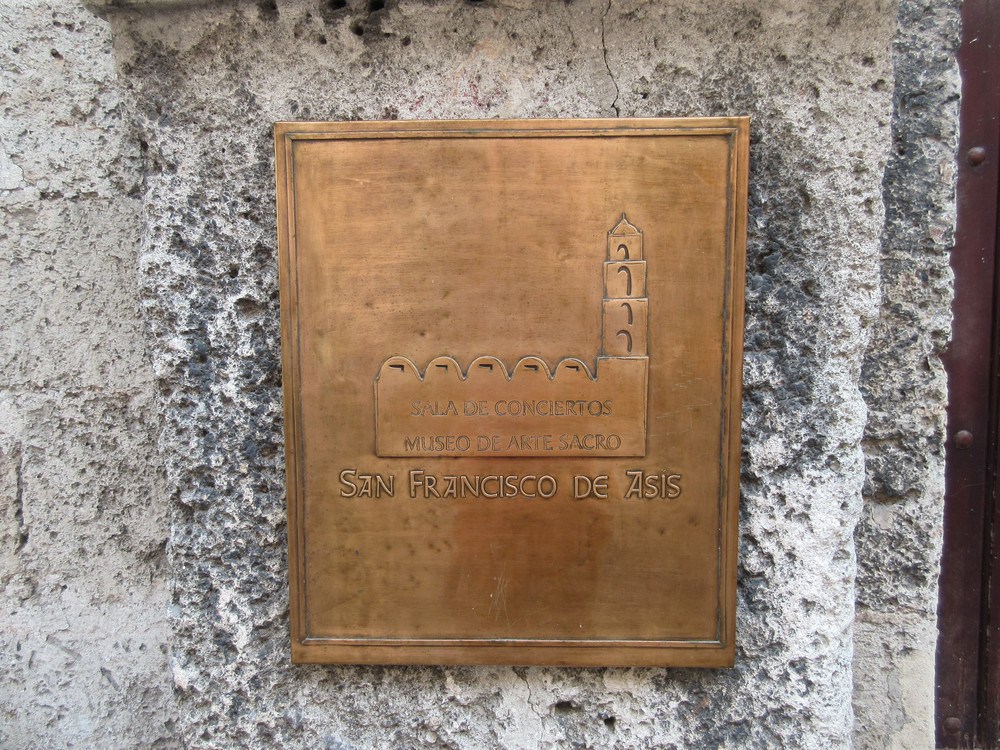 SALA DE CONCIERTOS
MUSEO DE ARTE SACRO
SAN FRANCISCO DE ASIS